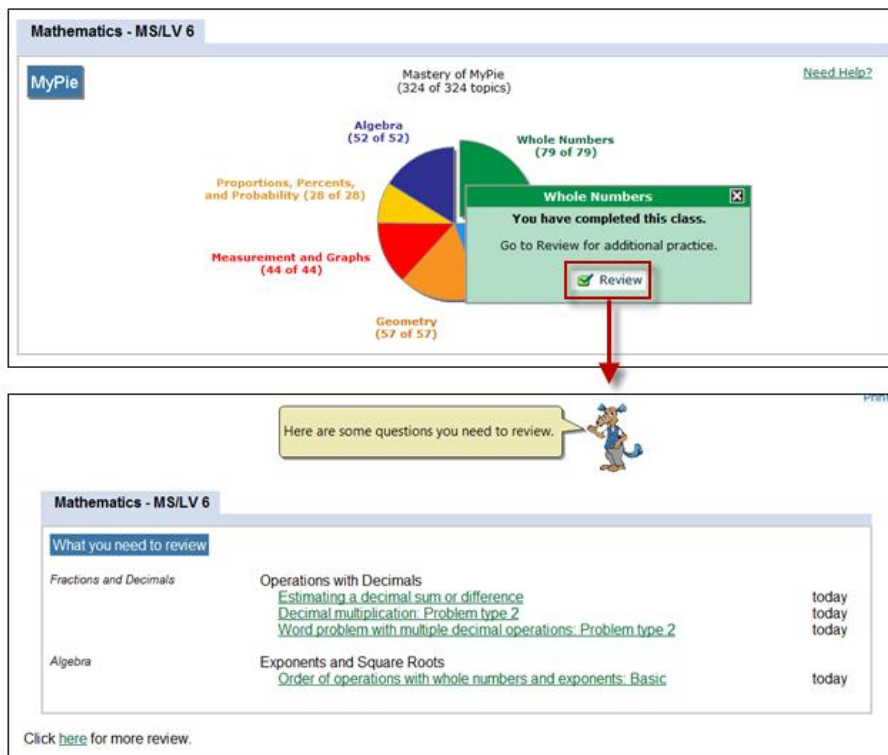 Mathematics - MS/LV 6
MyPie
Mastery of MyPie
(324 of 324 topics)
Need Help?
Algebra
(52 of 52)
Whole Numbers
(79 of 79)
Proportions, Percents,
and Probability (28 of 28)
Measurement and Graphs
(44 of 44)
Geometry
(57 of 57)
Whole Numbers
You have completed this class.
Go to Review for additional practice.
Review
Here are some questions you need to review.
Mathematics - MS/LV 6
What you need to review
Fractions and Decimals
Operations with Decimals
Estimating a decimal sum or difference today
Decimal multiplication: Problem type 2 today
Word problem with multiple decimal operations: Problem type 2 today
Algebra
Exponents and Square Roots
Order of operations with whole numbers and exponents: Basic today
Click here for more review.